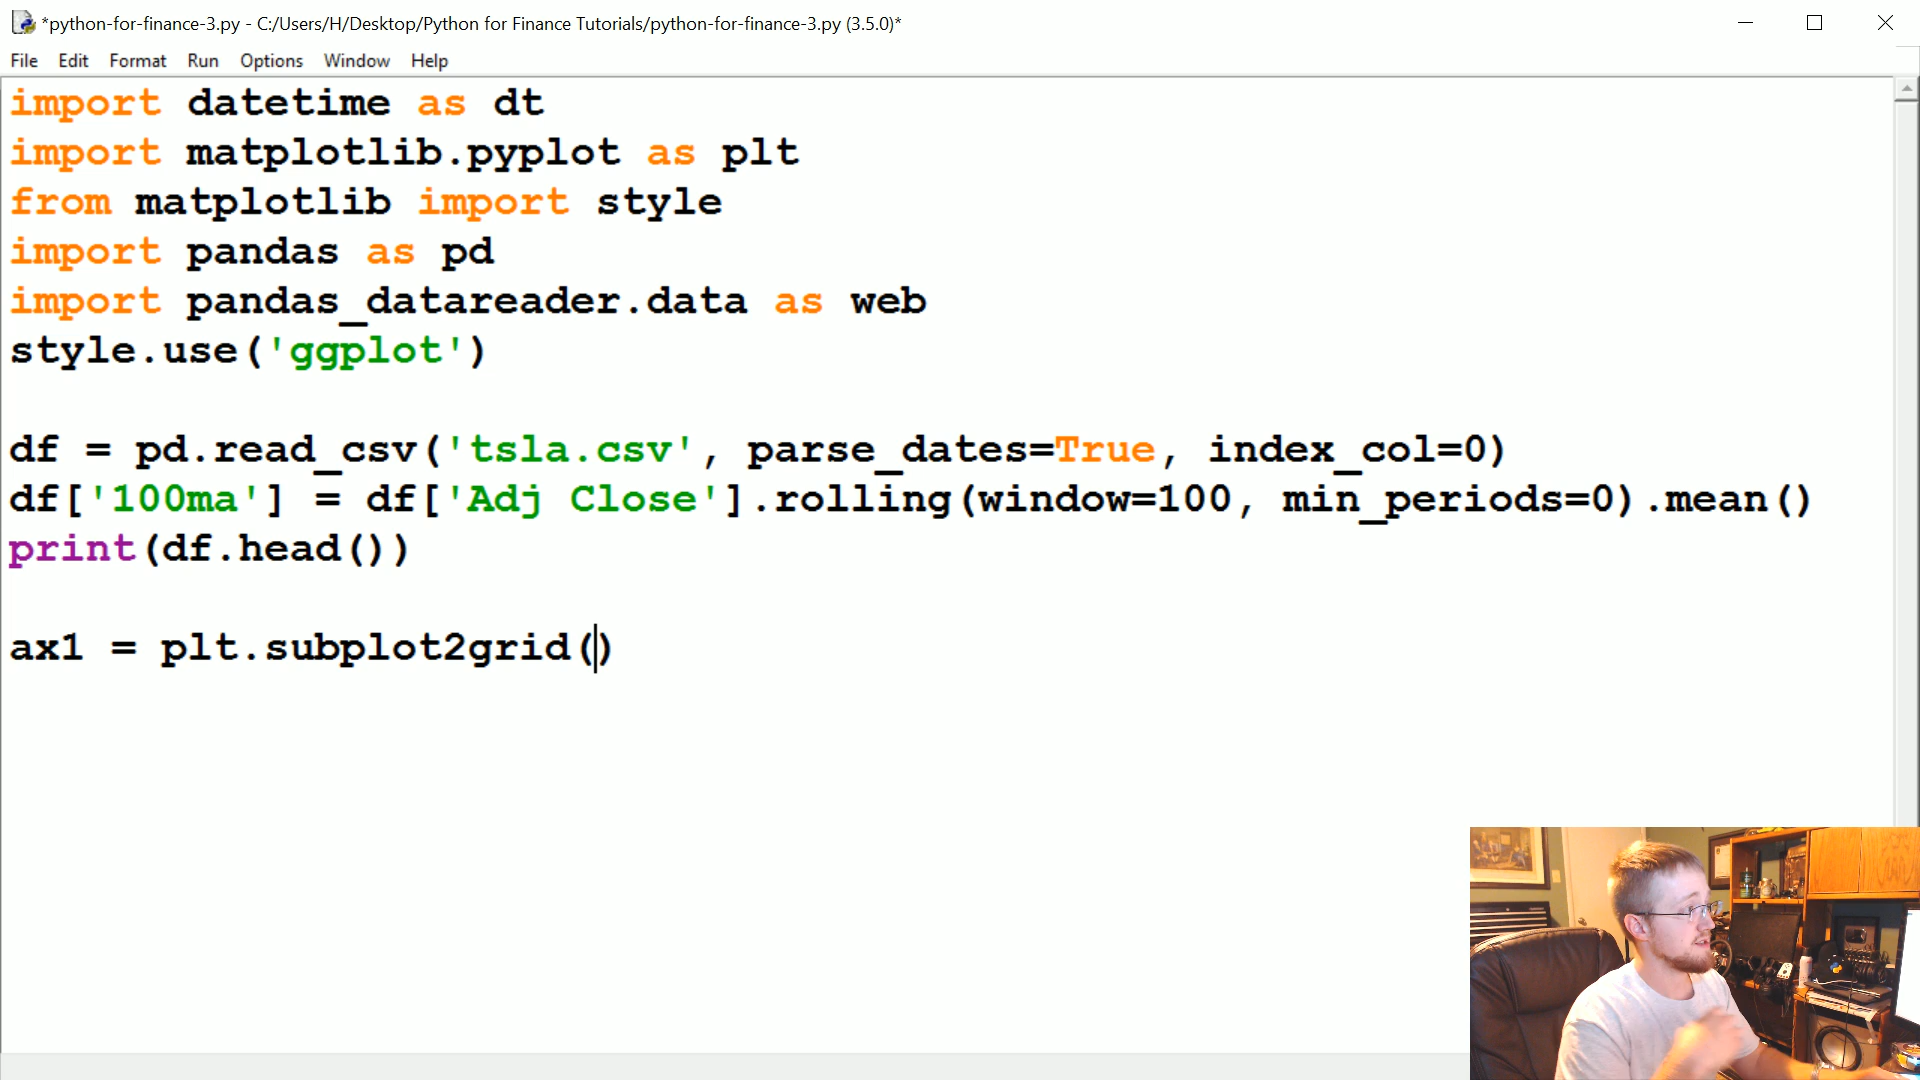 *python-for-finance-3.py - C:/Users/H/Desktop/Python for Finance Tutorials/python-for-finance-3.py (3.5.0)*
File Edit Format Run Options Window Help
import datetime as dt
import matplotlib.pyplot as plt
from matplotlib import style
import pandas as pd
import pandas_datareader.data as web
style.use('ggplot')
df = pd.read_csv('tsla.csv', parse_dates=True, index_col=0)
df['100ma'] = df['Adj Close'].rolling(window=100, min_periods=0).mean()
print(df.head())
ax1 = plt.subplot2grid()